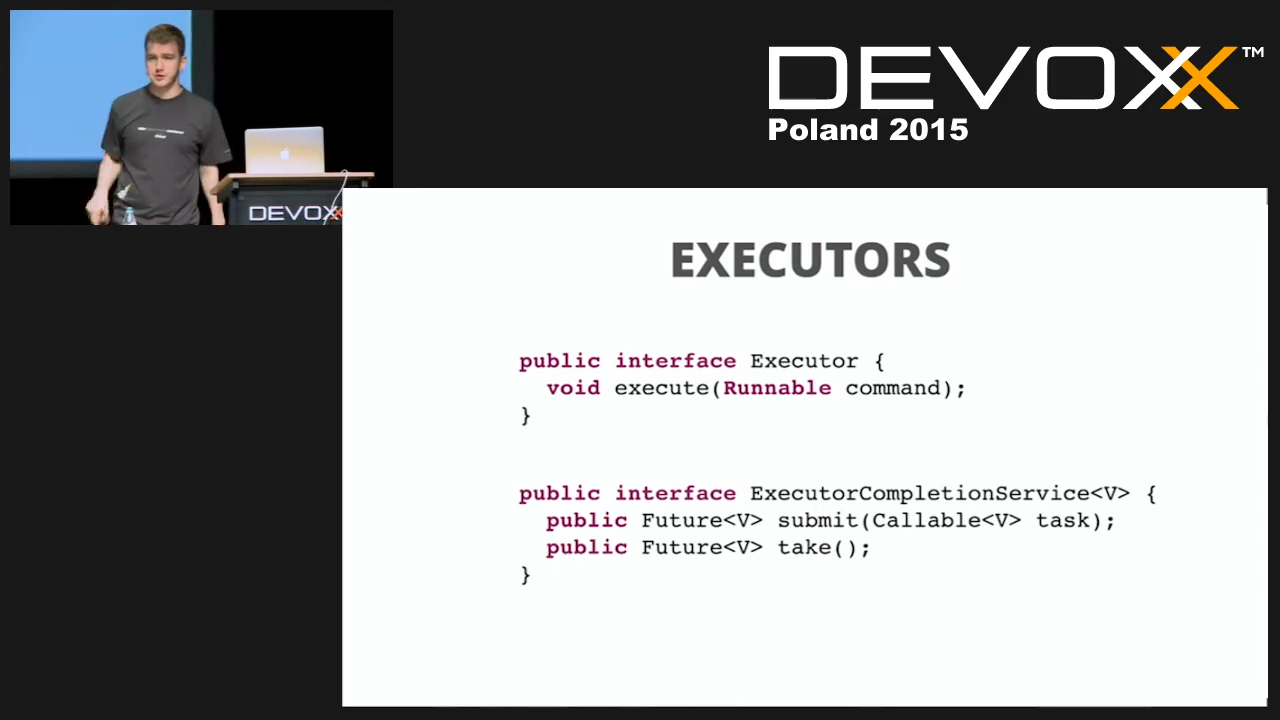 DEVOXX™
Poland 2015
DEVOXX
EXECUTORS
public interface Executor {
  void execute(Runnable command);
}
public interface ExecutorCompletionService<V> {
  public Future<V> submit(Callable<V> task);
  public Future<V> take();
}